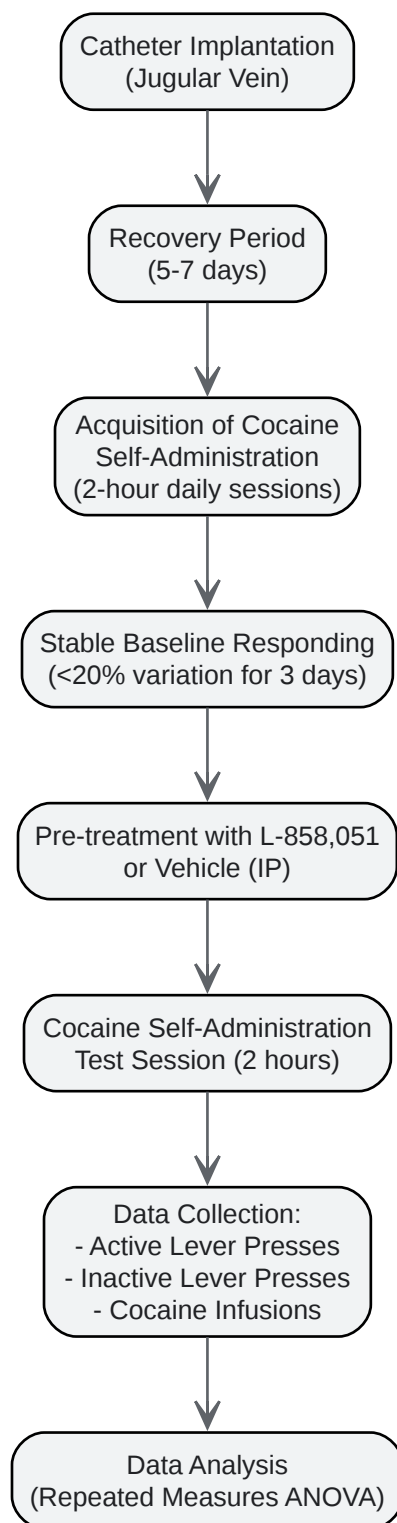 Catheter Implantation
(Jugular Vein)
Recovery Period
(5-7 days)
Acquisition of Cocaine
Self-Administration
(2-hour daily sessions)
Stable Baseline Responding
(<20% variation for 3 days)
Pre-treatment with L-858,051
or Vehicle (IP)
Cocaine Self-Administration
Test Session (2 hours)
Data Collection:
- Active Lever Presses
- Inactive Lever Presses
- Cocaine Infusions
Data Analysis
(Repeated Measures ANOVA)